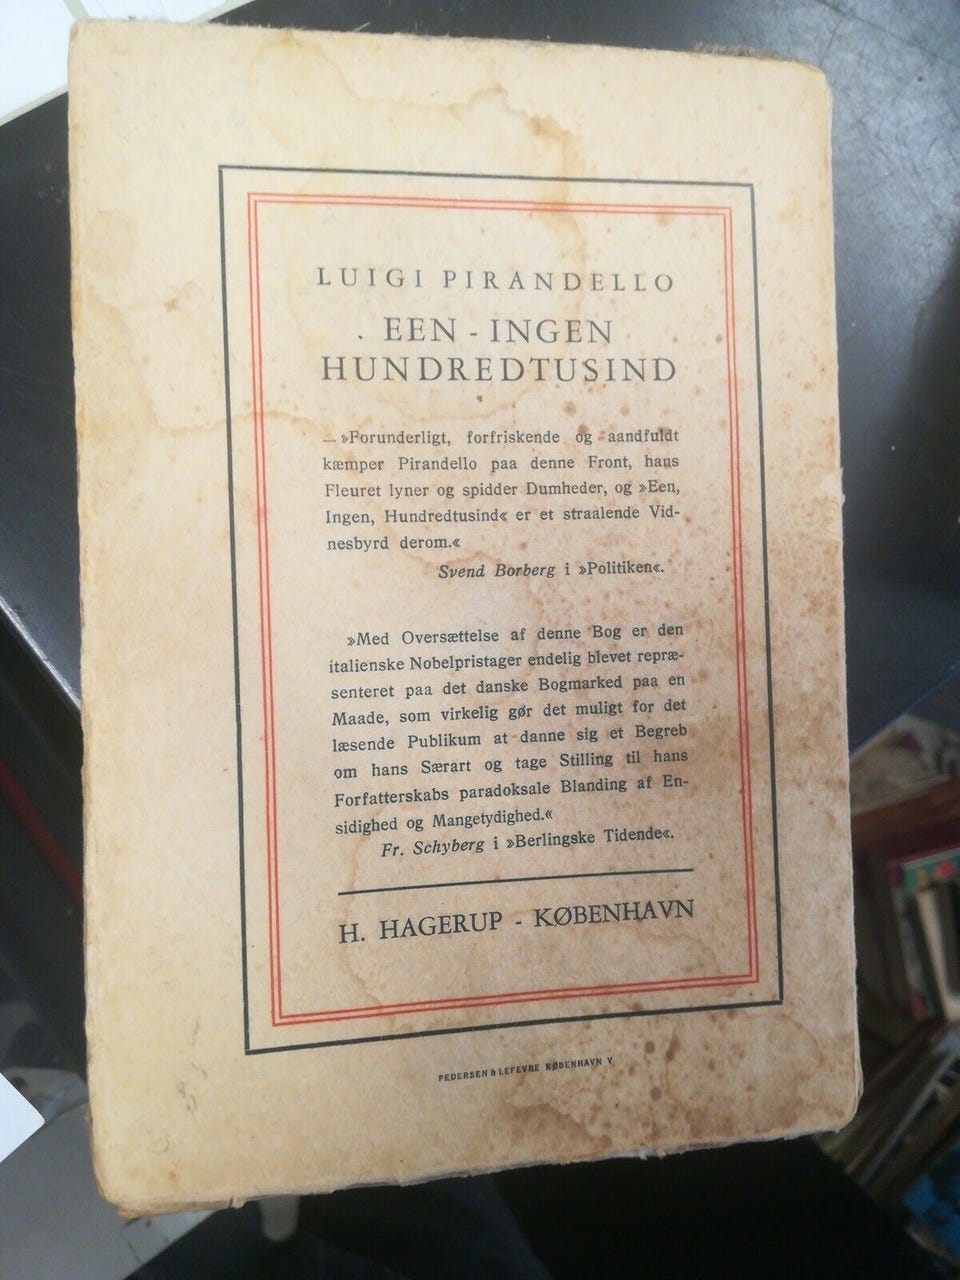 LUIGI PIRANDELLO
EEN - INGEN
HUNDREDTUSIND
— »Forunderligt, forfriskende og aandfuldt
kæmper Pirandello paa denne Front, hans
Fleuret lyner og spidder Dumheder, og »Een,
Ingen, Hundredtusind« er et straalende Vid-
nesbyrd derom.«
Svend Borberg i »Politiken«.
»Med Oversættelse af denne Bog er den
italienske Nobelpristager endelig blevet repræ-
senteret paa det danske Bogmarked paa en
Maade, som virkelig gør det muligt for det
læsende Publikum at danne sig et Begreb
om hans Særart og tage Stilling til hans
Forfatterskabs paradoksale Blanding af En-
sidighed og Mangetydighed.«
Fr. Schyberg i »Berlingske Tidende«.
H. HAGERUP - KØBENHAVN
PEDERSEN & LEFEVRE KØBENHAVN V